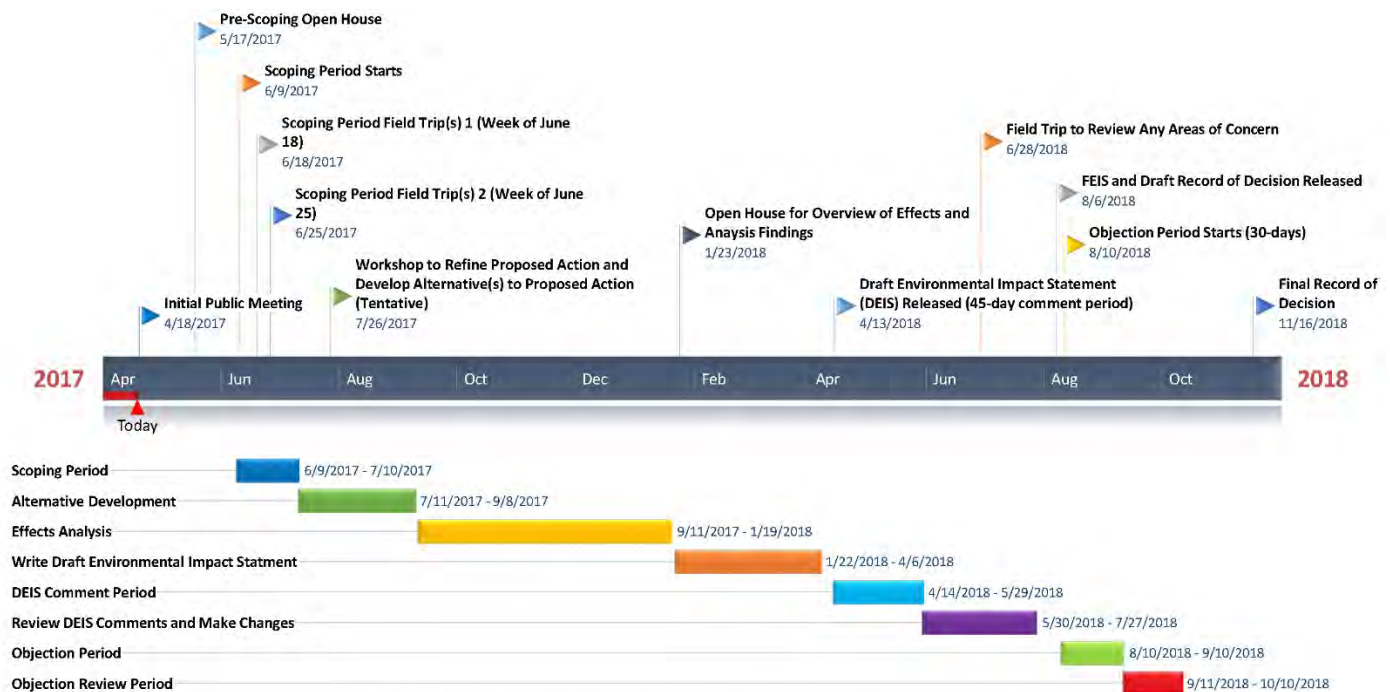 Pre-Scoping Open House
5/17/2017
Scoping Period Starts
6/9/2017
Scoping Period Field Trip(s) 1 (Week of June
18)
6/18/2017
Scoping Period Field Trip(s) 2 (Week of June
25)
6/25/2017
Workshop to Refine Proposed Action and
Develop Alternative(s) to Proposed Action
(Tentative)
7/26/2017
Initial Public Meeting
4/18/2017
Open House for Overview of Effects and
Anaysis Findings
1/23/2018
Field Trip to Review Any Areas of Concern
6/28/2018
FEIS and Draft Record of Decision Released
8/6/2018
Objection Period Starts (30-days)
8/10/2018
Draft Environmental Impact Statement
(DEIS) Released (45-day comment period)
4/13/2018
Final Record of
Decision
11/16/2018
2017 Apr Jun Aug Oct Dec Feb Apr Jun Aug Oct 2018
Today
Scoping Period 6/9/2017 - 7/10/2017
Alternative Development 7/11/2017 - 9/8/2017
Effects Analysis 9/11/2017 - 1/19/2018
Write Draft Environmental Impact Statment 1/22/2018 - 4/6/2018
DEIS Comment Period 4/14/2018 - 5/29/2018
Review DEIS Comments and Make Changes 5/30/2018 - 7/27/2018
Objection Period 8/10/2018 - 9/10/2018
Objection Review Period 9/11/2018 - 10/10/2018